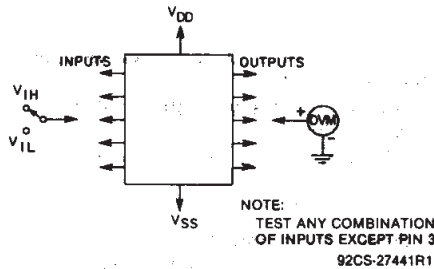 VDD
INPUTS
OUTPUTS
VIH
VIL
+
DVM
-
VSS
NOTE:
TEST ANY COMBINATION
OF INPUTS EXCEPT PIN 3
92CS-27441R1